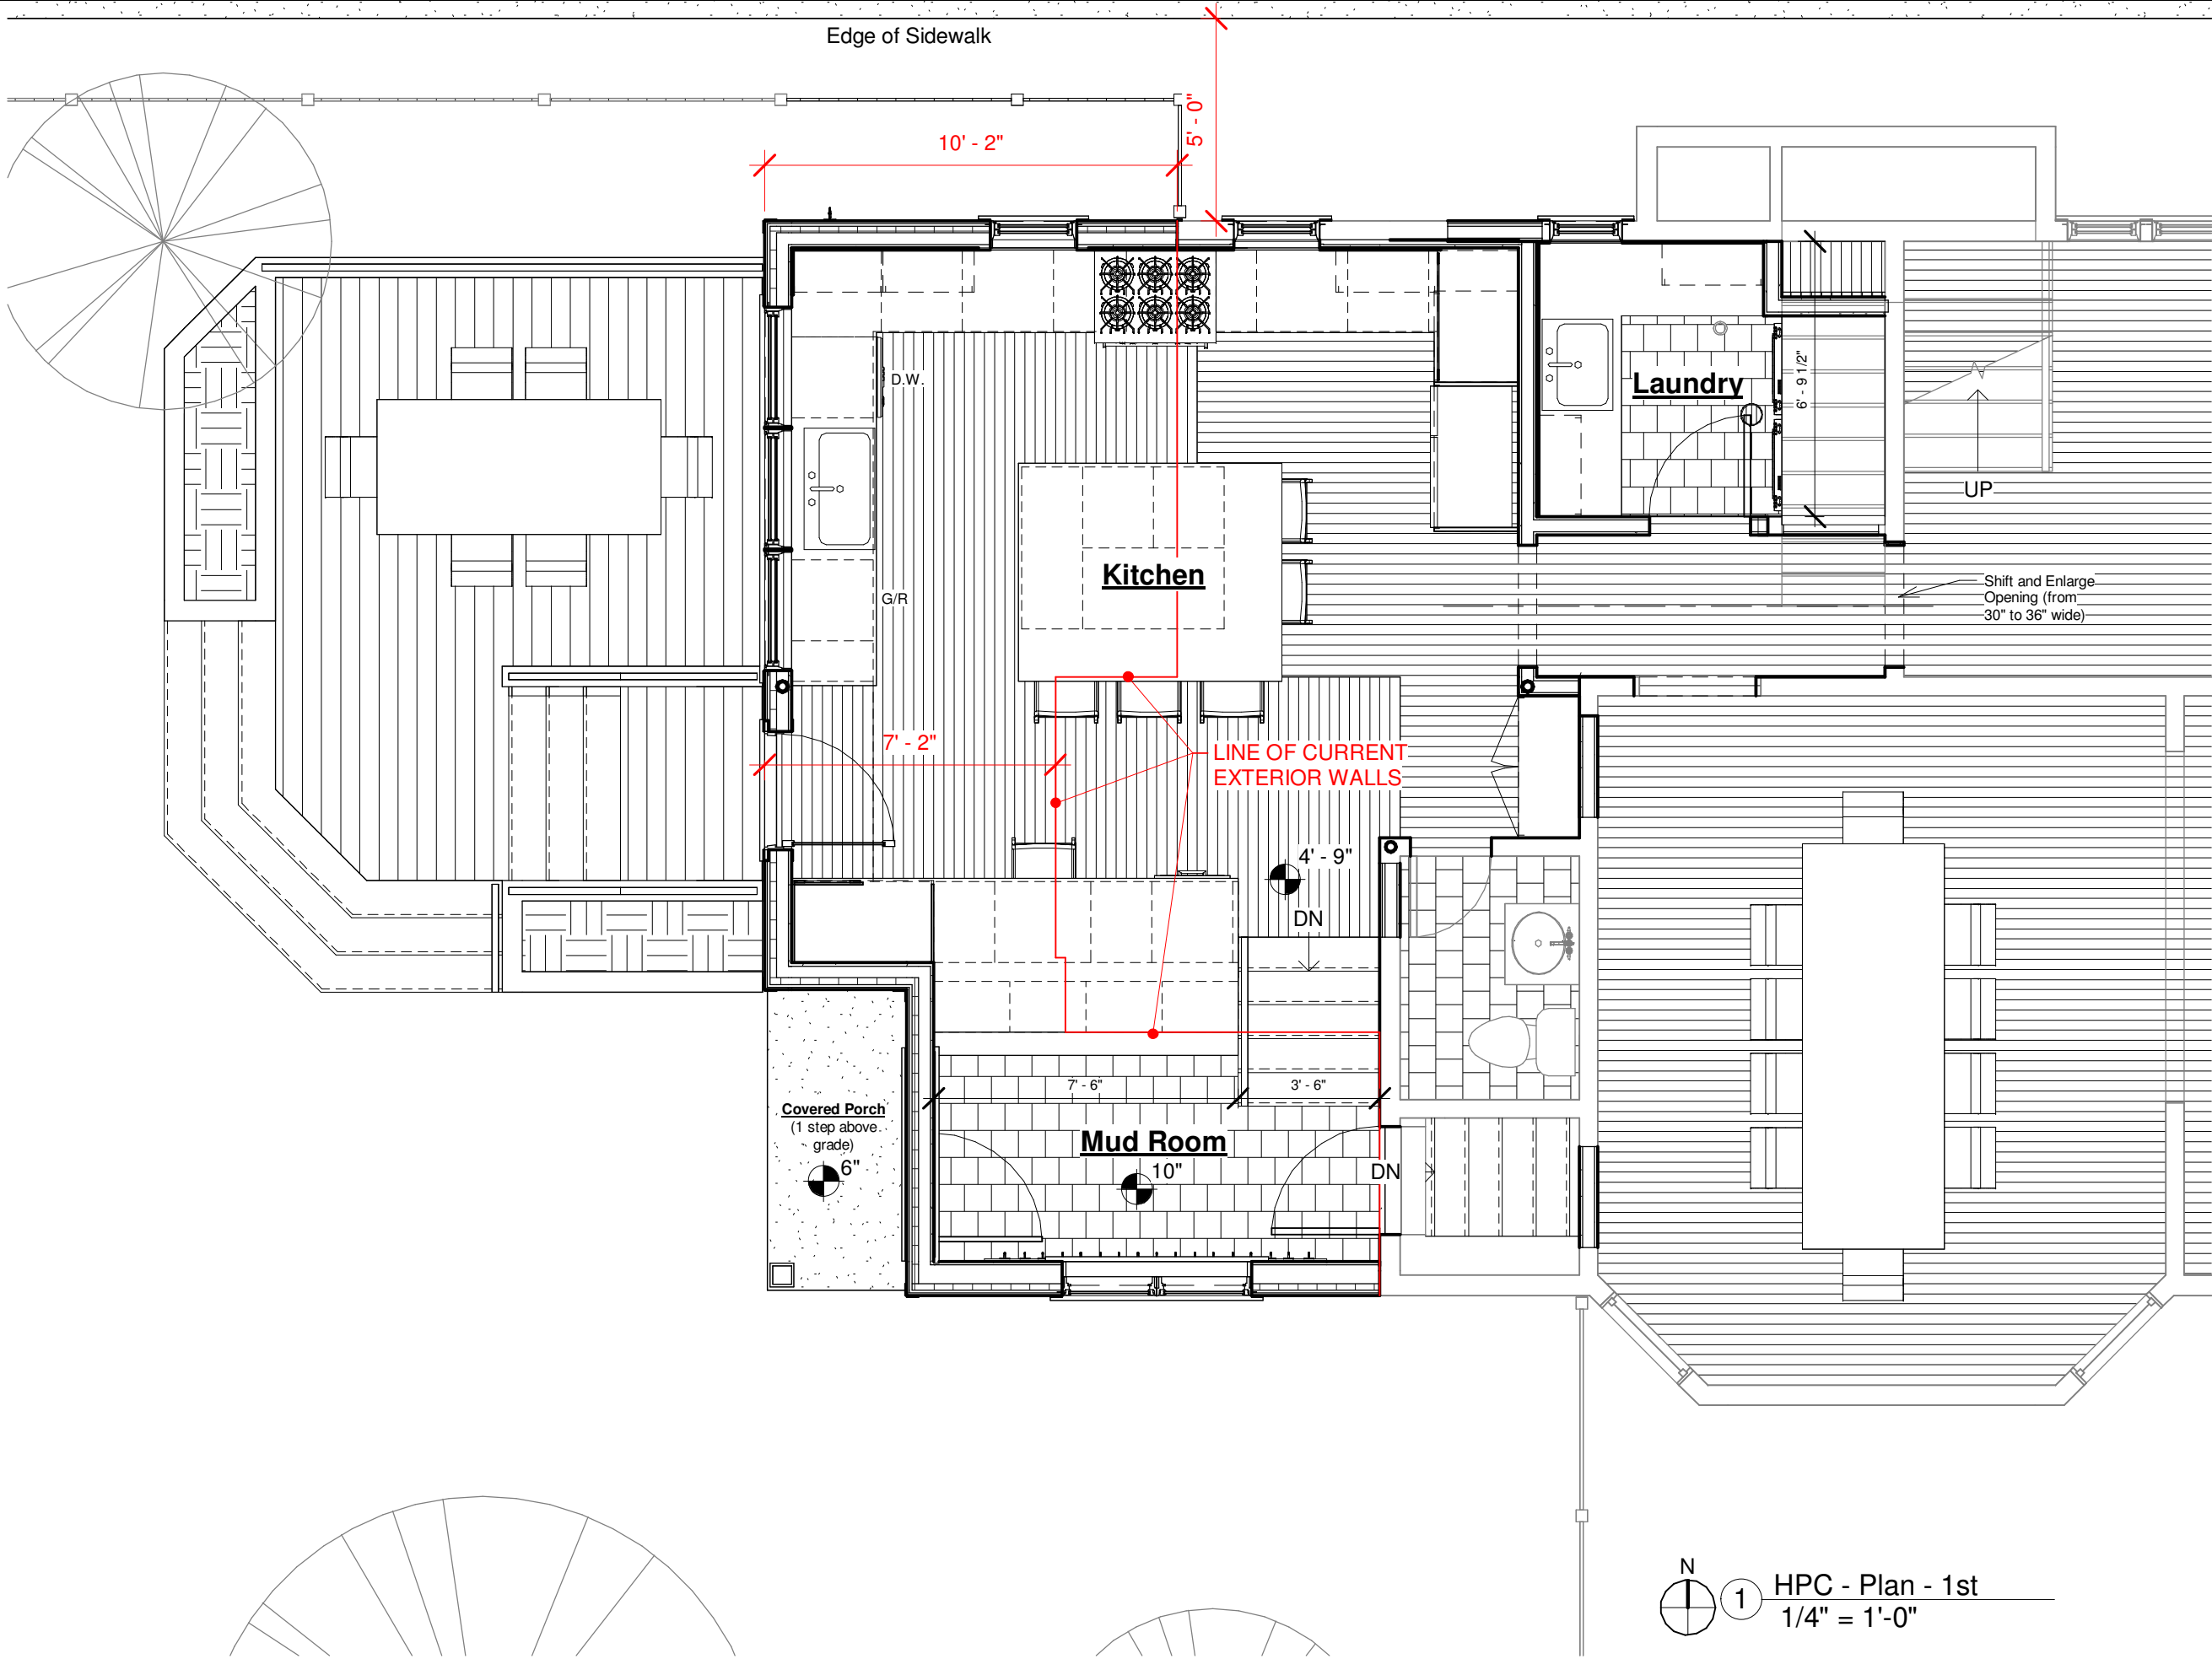 Edge of Sidewalk
5' - 0"
10' - 2"
D.W.
Laundry
6' - 9 1/2"
UP
Kitchen
G/R
Shift and Enlarge
Opening (from
30" to 36" wide)
7' - 2"
LINE OF CURRENT
EXTERIOR WALLS
4' - 9"
DN
7' - 6"
3' - 6"
Covered Porch
(1 step above
grade)
6"
Mud Room
10"
DN
N
1
HPC - Plan - 1st
1/4" = 1'-0"